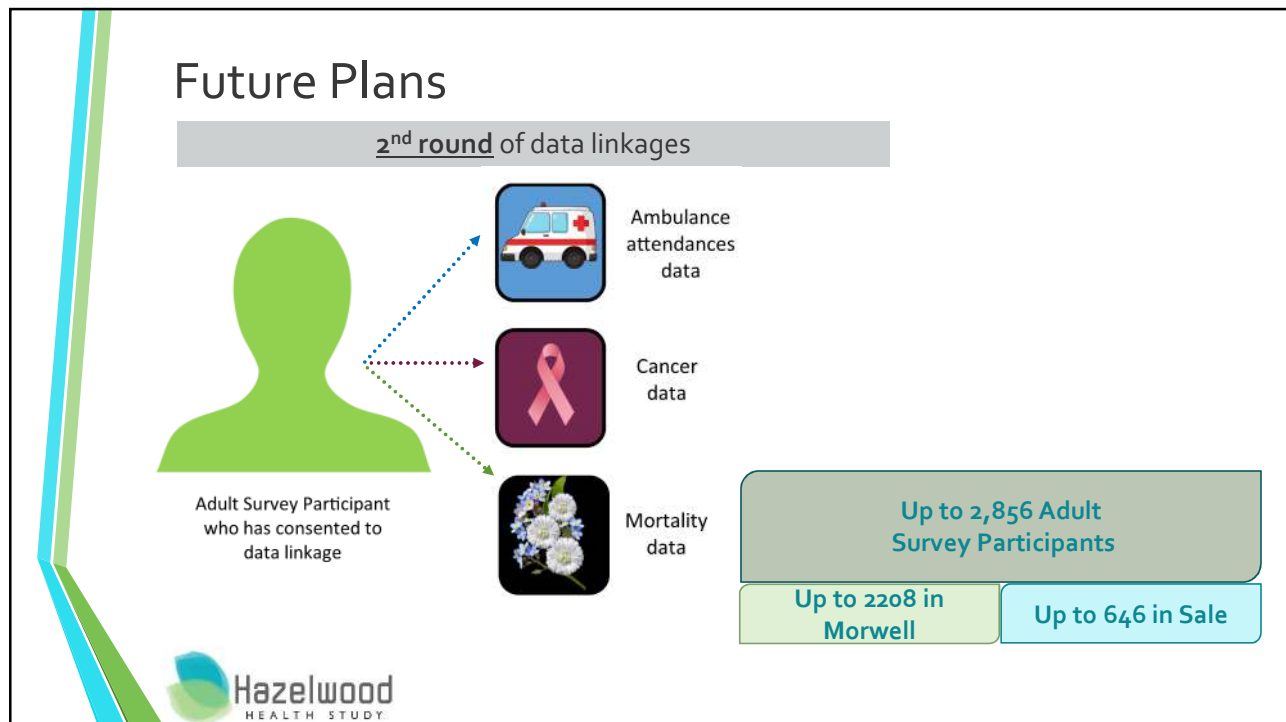 Future Plans
2nd round of data linkages
Ambulance
attendances
data
Cancer
data
Mortality
data
Adult Survey Participant
who has consented to
data linkage
Up to 2,856 Adult
Survey Participants
Up to 2208 in
Morwell
Up to 646 in Sale
Hazelwood
HEALTH STUDY